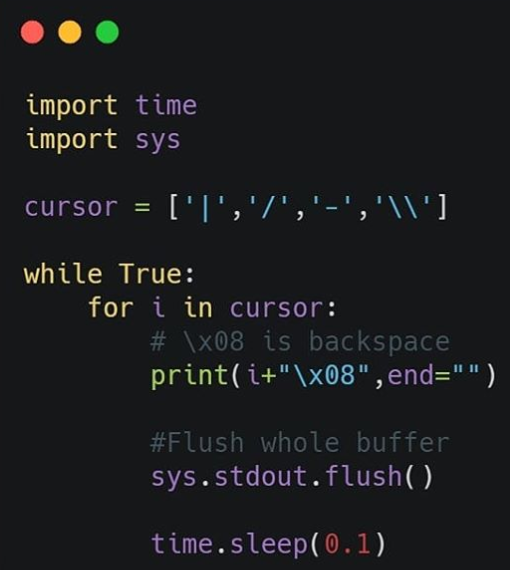 import time
import sys

cursor = ['|','/','-','\\']

while True:
    for i in cursor:
        # \x08 is backspace
        print(i+"\x08",end="")

        #Flush whole buffer
        sys.stdout.flush()

        time.sleep(0.1)